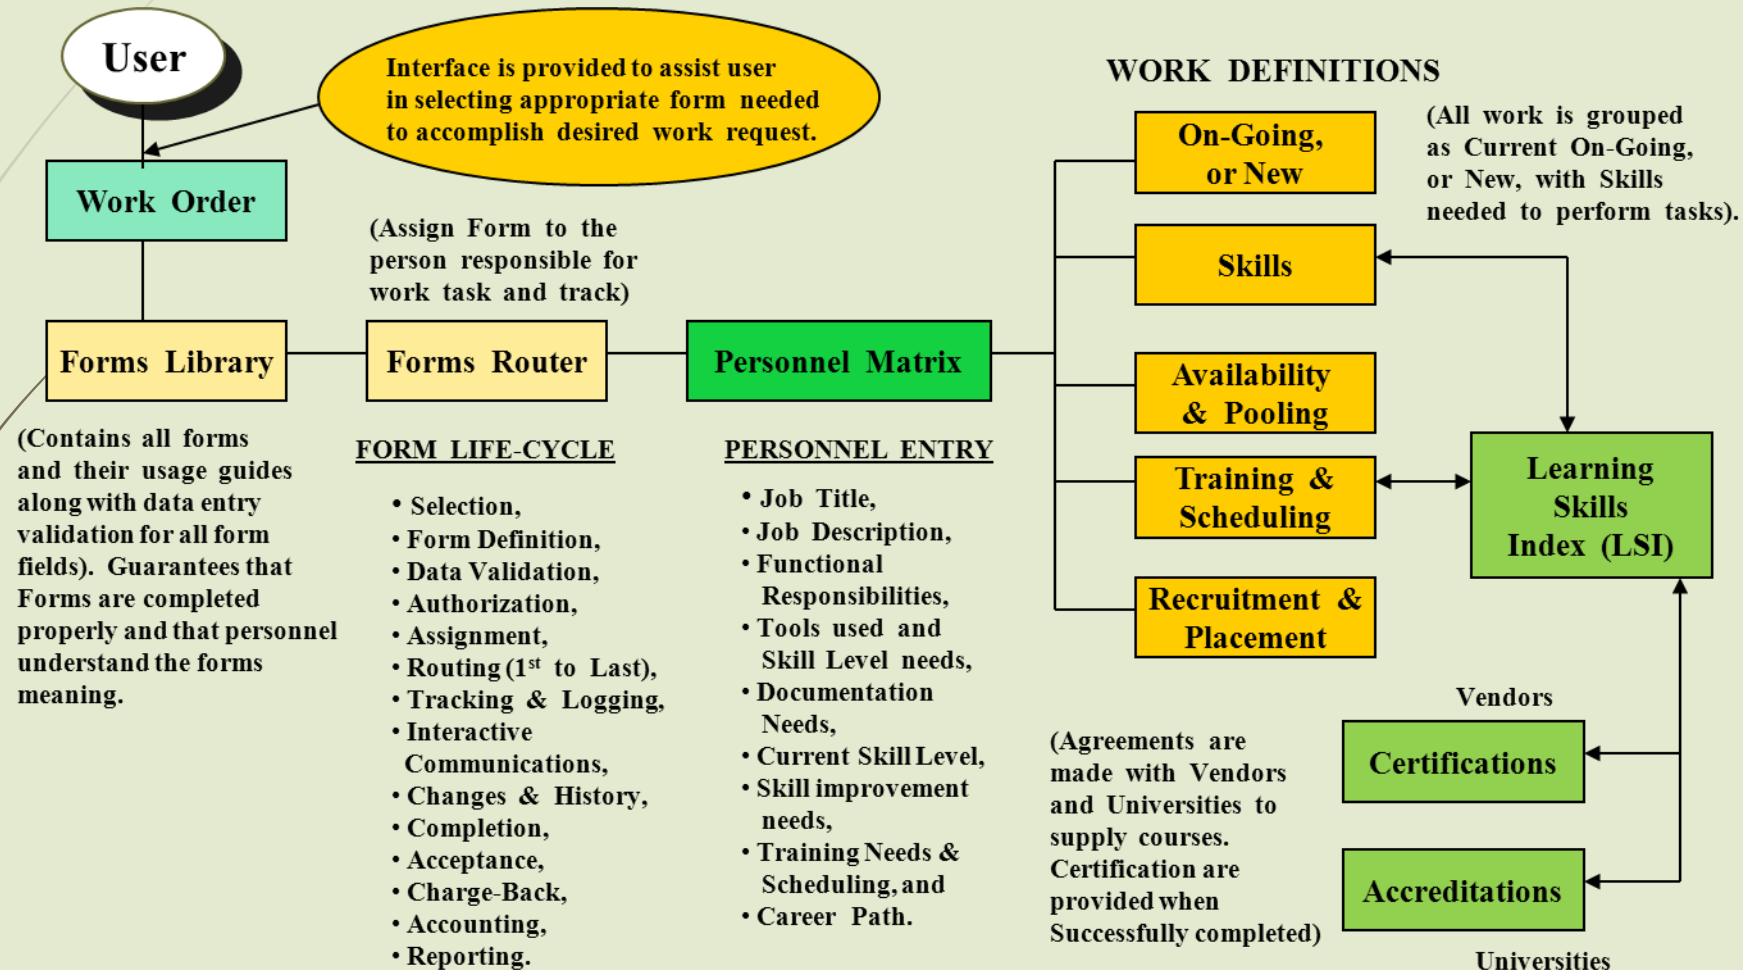 User
Interface is provided to assist user
in selecting appropriate form needed
to accomplish desired work request.
Work Order
(Assign Form to the
person responsible for
work task and track)
Forms Library
Forms Router
Personnel Matrix
(Contains all forms
and their usage guides
along with data entry
validation for all form
fields). Guarantees that
Forms are completed
properly and that personnel
understand the forms
meaning.
FORM LIFE-CYCLE
• Selection,
• Form Definition,
• Data Validation,
• Authorization,
• Assignment,
• Routing (1st to Last),
• Tracking & Logging,
• Interactive
Communications,
• Changes & History,
• Completion,
• Acceptance,
• Charge-Back,
• Accounting,
• Reporting.
PERSONNEL ENTRY
• Job Title,
• Job Description,
• Functional
Responsibilities,
• Tools used and
Skill Level needs,
• Documentation
Needs,
• Current Skill Level,
• Skill improvement
needs,
• Training Needs &
Scheduling, and
• Career Path.
WORK DEFINITIONS
On-Going,
or New
(All work is grouped
as Current On-Going,
or New, with Skills
needed to perform tasks).
Skills
Availability
& Pooling
Training &
Scheduling
Recruitment &
Placement
Learning
Skills
Index (LSI)
Vendors
Certifications
(Agreements are
made with Vendors
and Universities to
supply courses.
Certification are
provided when
Successfully completed)
Accreditations
Universities